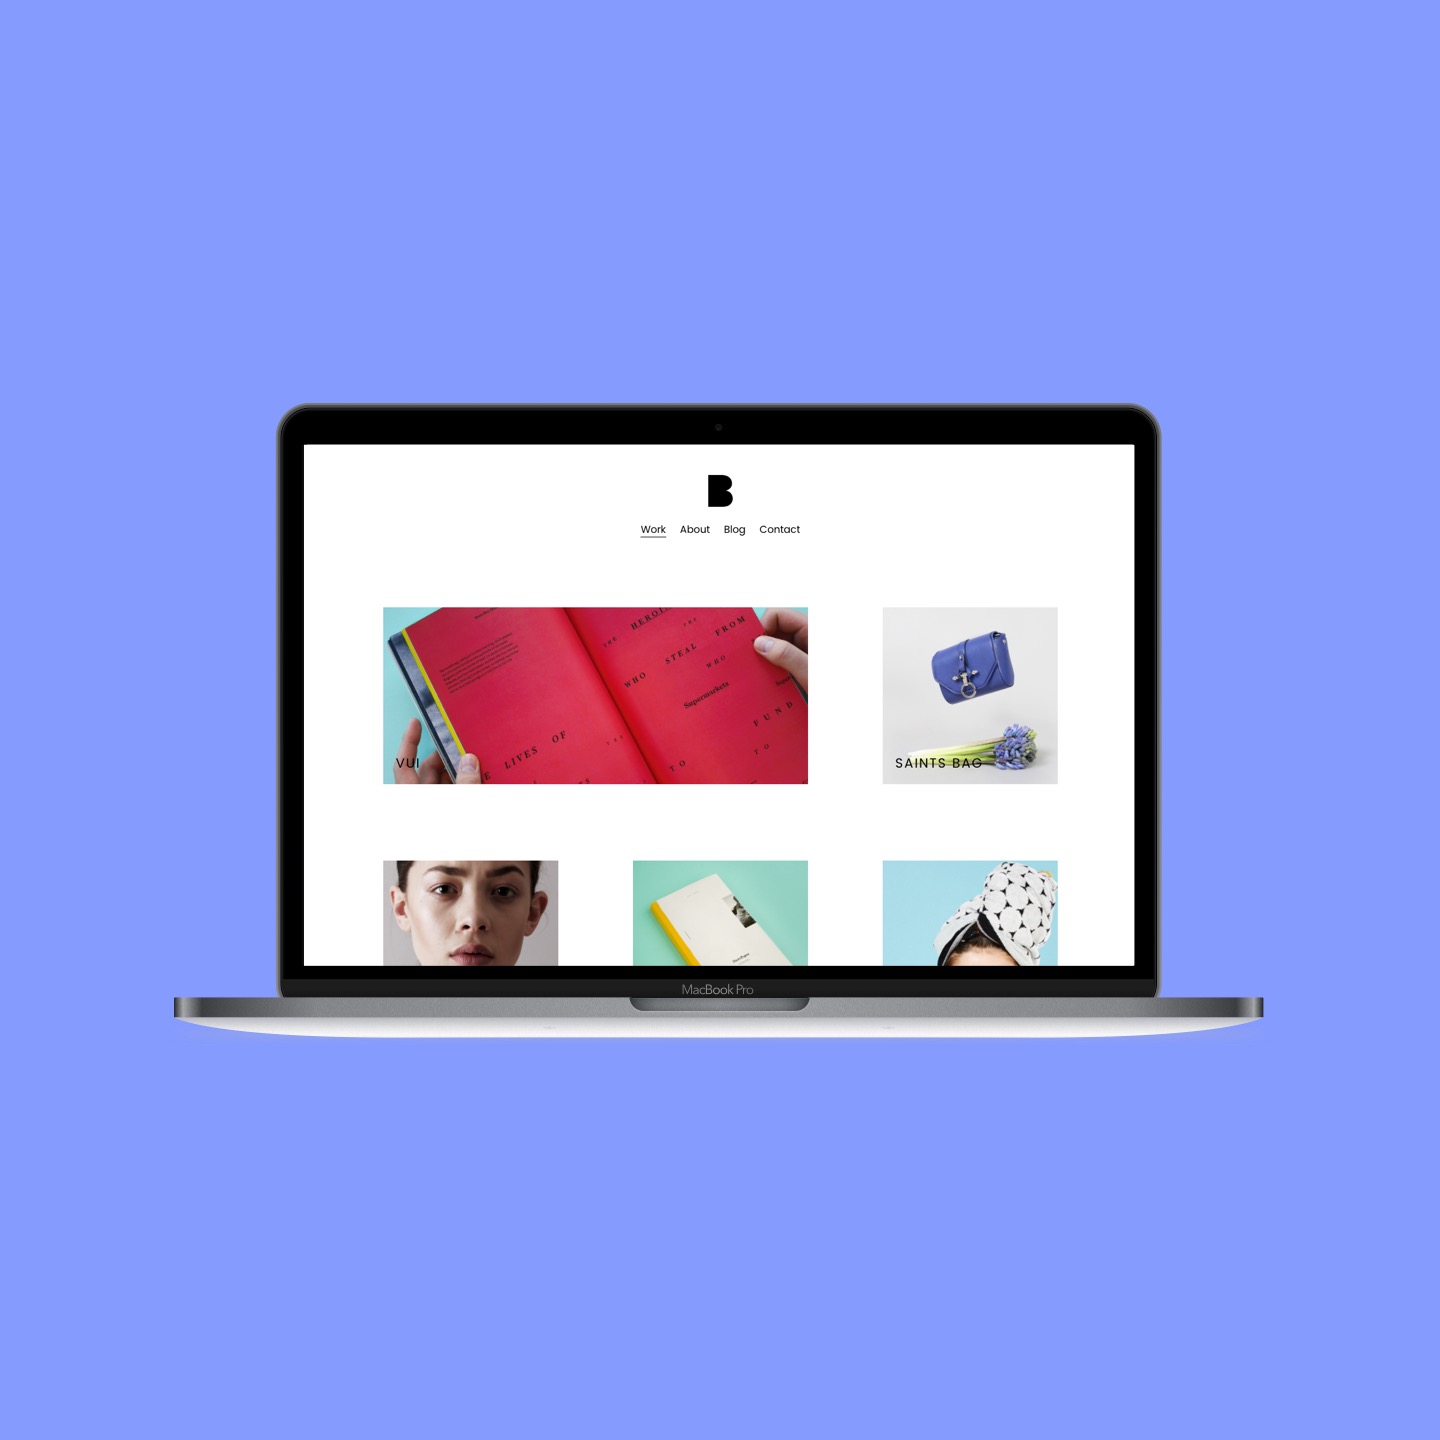 B
Work About Blog Contact
THE HEROES
THE
WHO STEAL FROM
WHO
Supermarkets
FUND
TO
LIVES OF
TO
VUI
SAINTS BAG
MacBook Pro